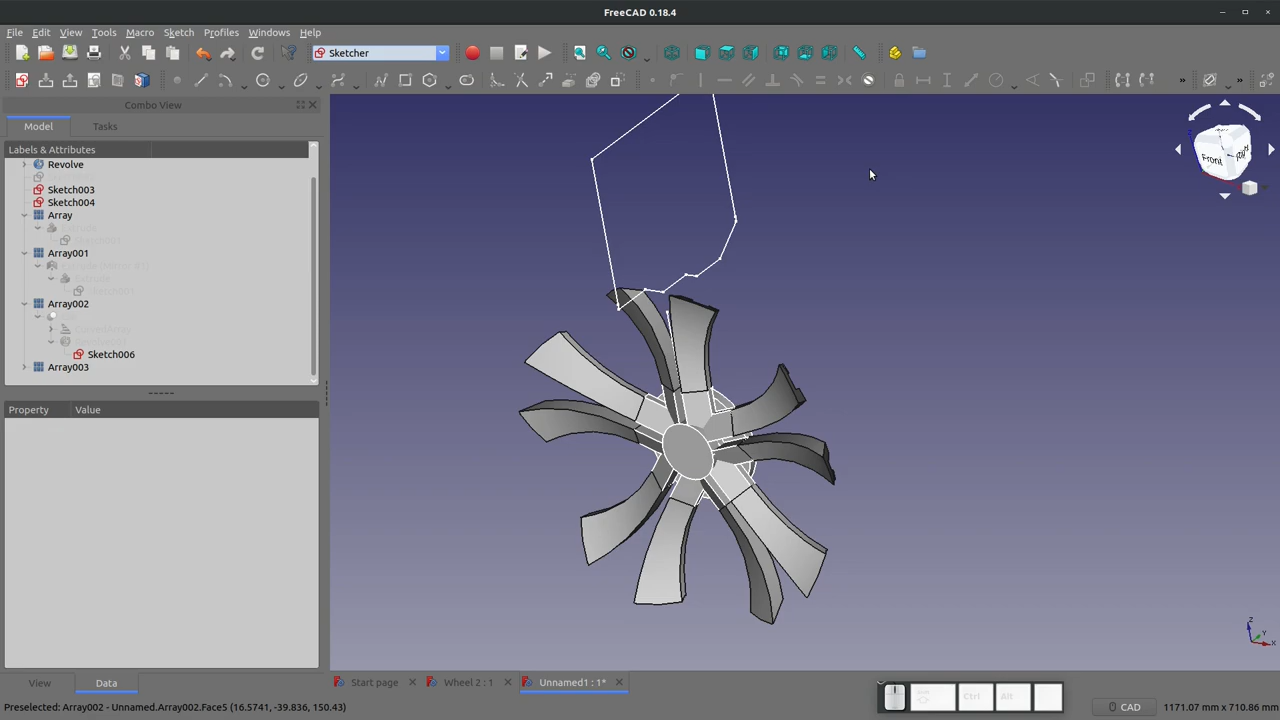 FreeCAD 0.18.4
File Edit View Tools Macro Sketch Profiles Windows Help
Sketcher
Combo View
Model Tasks
Labels & Attributes
Revolve
Sketch003
Sketch004
Array
Array001
Array002
Sketch006
Array003
Property Value
Front
View Data
Start page Wheel 2 : 1 Unnamed1 : 1*
Ctrl Alt
Z
Y
X
Preselected: Array002 - Unnamed.Array002.Face5 (16.5741, -39.836, 150.43)
CAD 1171.07 mm x 710.86 mm